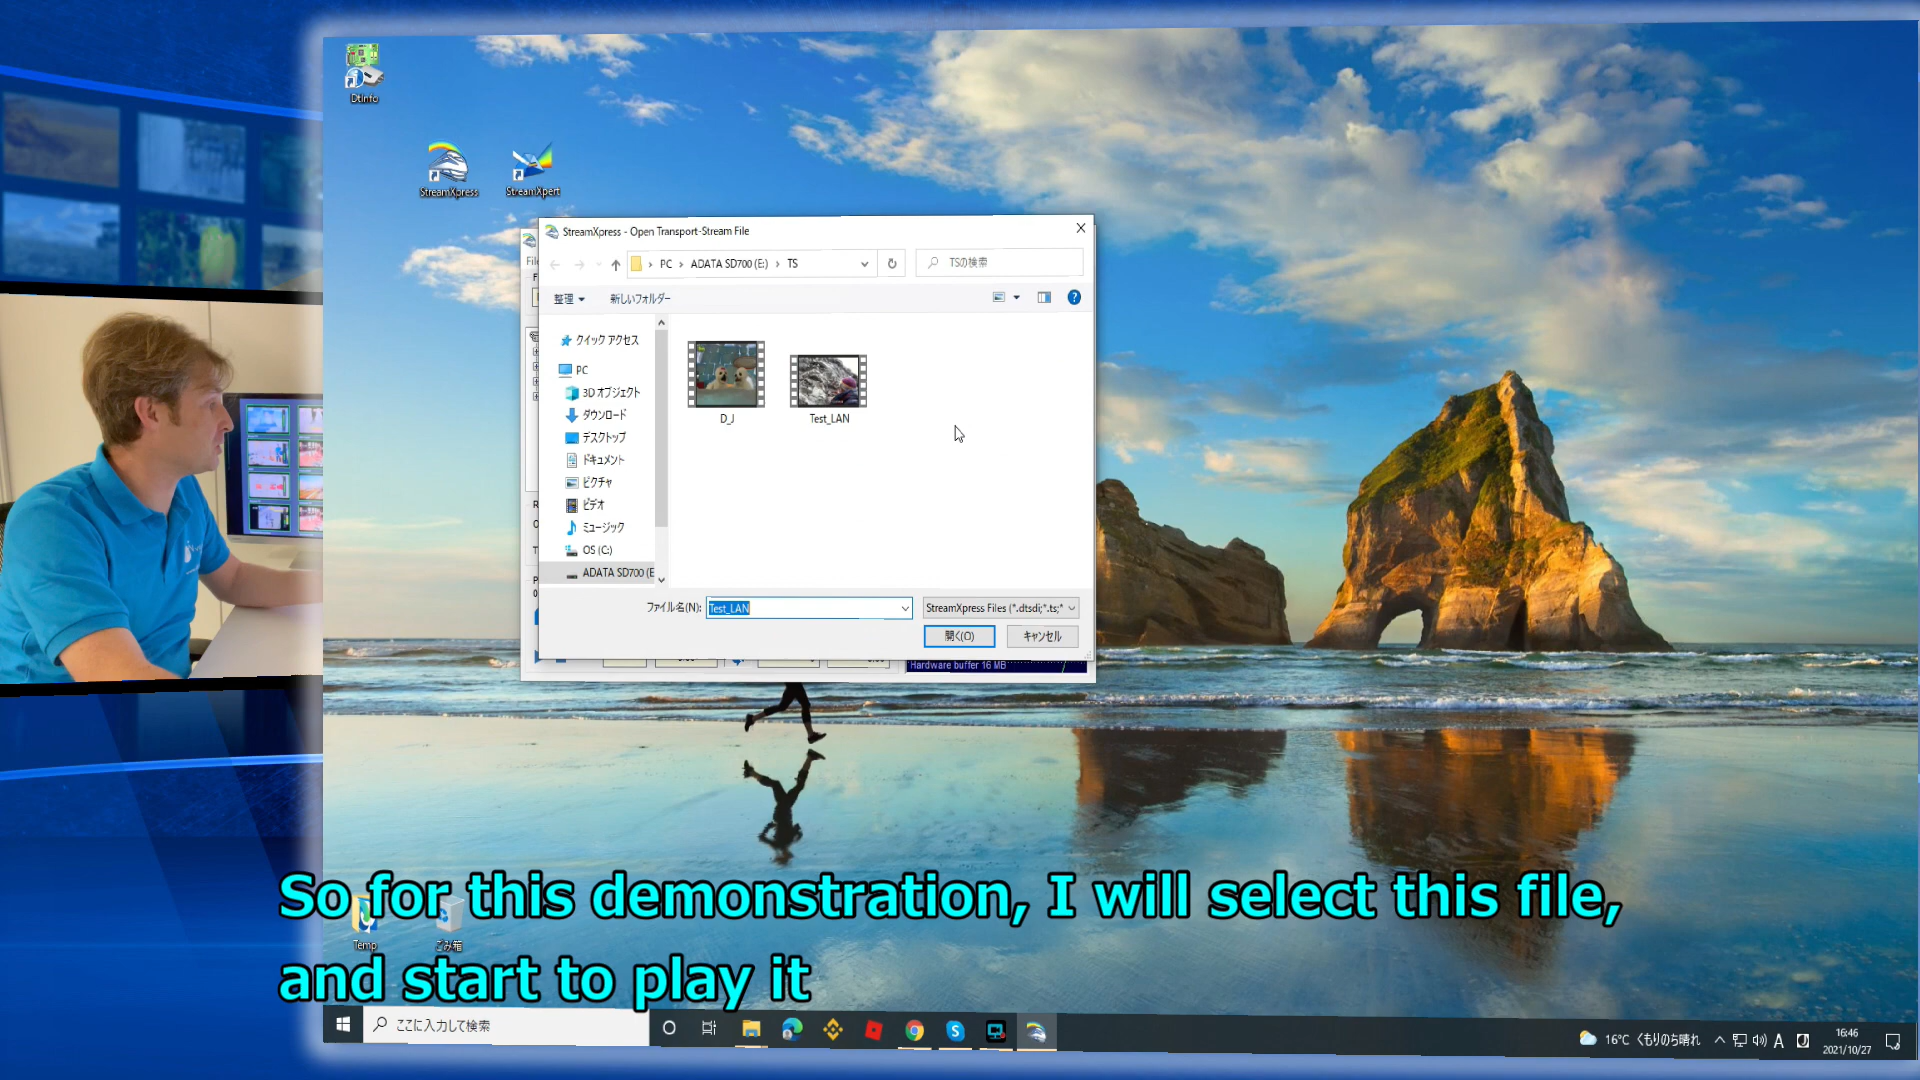 DtInfo
StreamXpress
StreamXpert
StreamXpress - Open Transport-Stream File
PC › ADATA SD700 (E:) › TS
TSの検索
整理
新しいフォルダー
クイック アクセス
PC
3D オブジェクト
ダウンロード
デスクトップ
ドキュメント
ピクチャ
ビデオ
ミュージック
OS (C:)
ADATA SD700 (E
D_J
Test_LAN
ファイル名(N):
Test_LAN
StreamXpress Files (*.dtsdi;*.ts;*
開く(O)
キャンセル
Hardware buffer 16 MB
So for this demonstration, I will select this file,
and start to play it
Temp
ごみ箱
ここに入力して検索
16°C くもりのち晴れ
A
16:46
2021/10/27